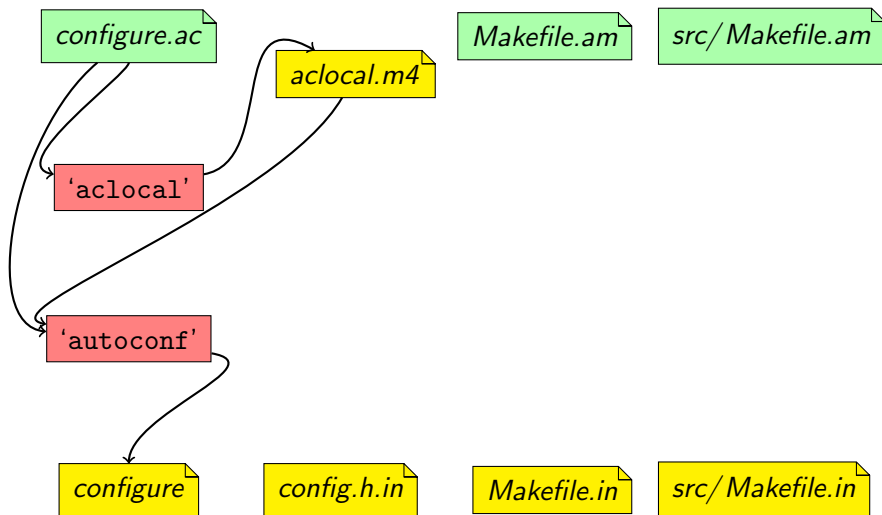 configure.ac
aclocal.m4
Makefile.am
src/Makefile.am
‘aclocal’
‘autoconf’
configure
config.h.in
Makefile.in
src/Makefile.in